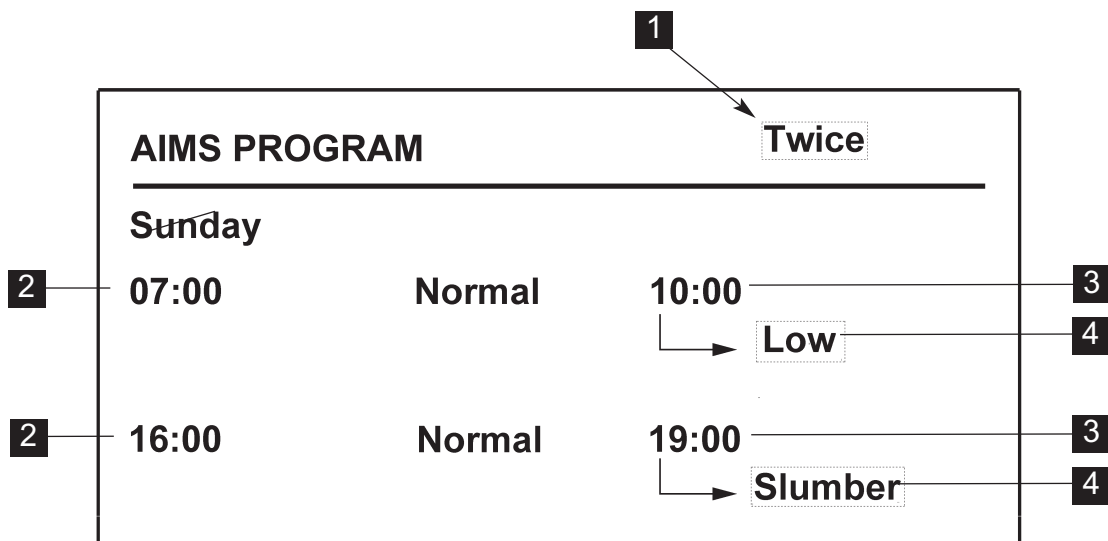 1
AIMS PROGRAM Twice
Sunday
2 07:00 Normal 10:00 3
Low 4
2 16:00 Normal 19:00 3
Slumber 4